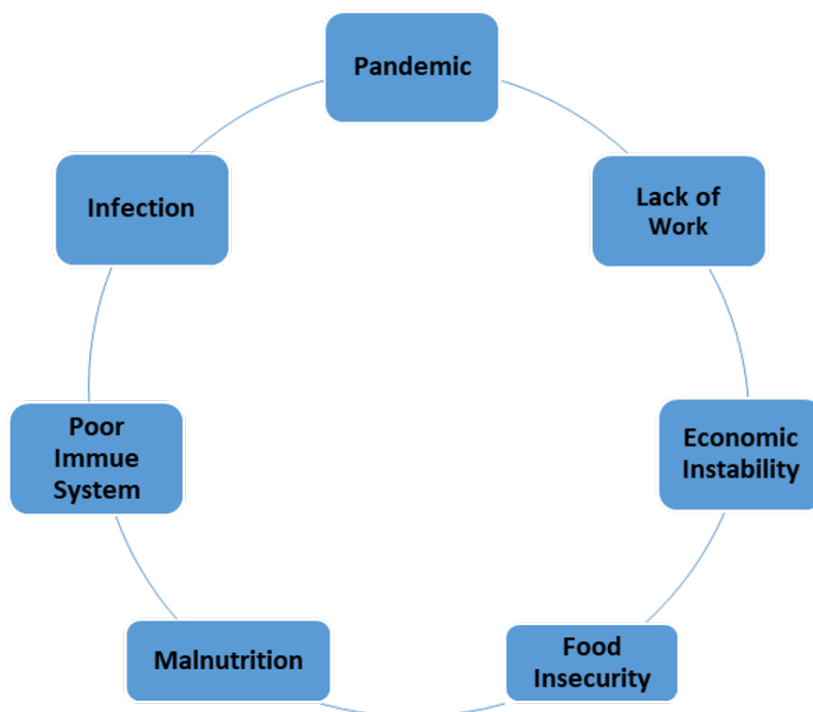 Pandemic
Lack of
Work
Economic
Instability
Food
Insecurity
Malnutrition
Poor
Immue
System
Infection